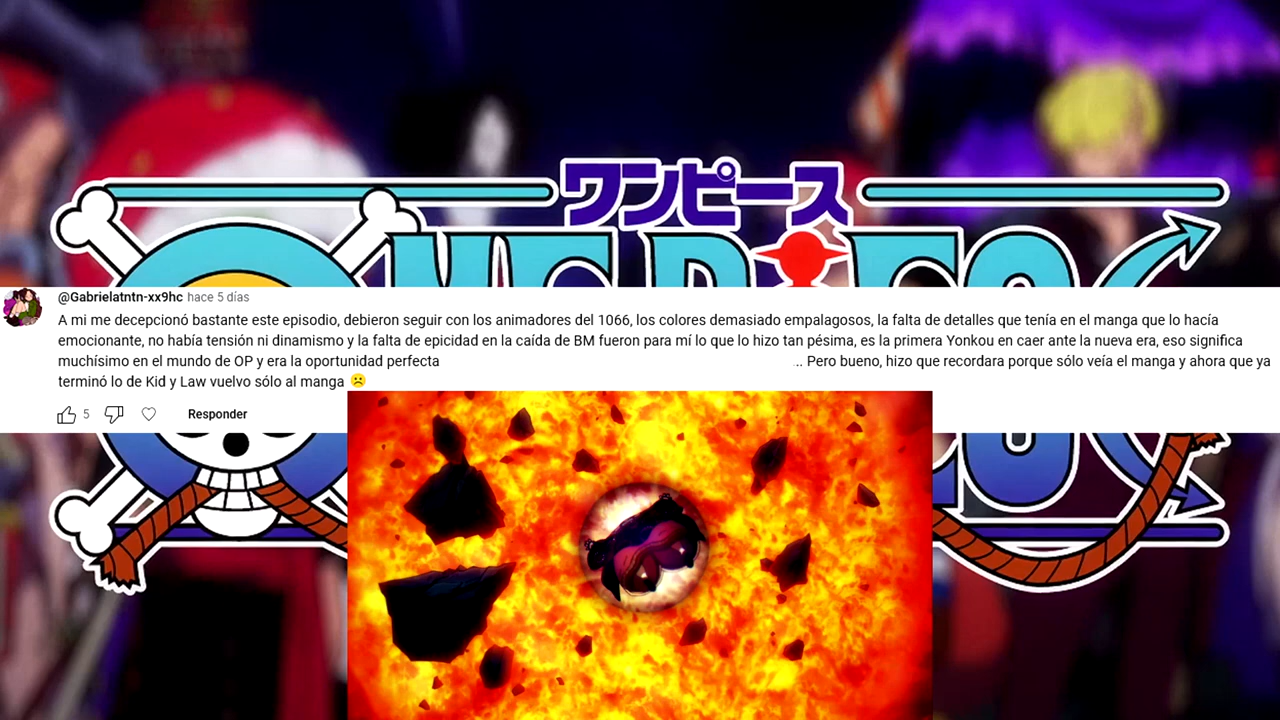 ワンピース
ONE PIECE
@Gabrielatntn-xx9hc hace 5 días
A mi me decepcionó bastante este episodio, debieron seguir con los animadores del 1066, los colores demasiado empalagosos, la falta de detalles que tenía en el manga que lo hacía
emocionante, no había tensión ni dinamismo y la falta de epicidad en la caída de BM fueron para mí lo que lo hizo tan pésima, es la primera Yonkou en caer ante la nueva era, eso significa
muchísimo en el mundo de OP y era la oportunidad perfecta .. Pero bueno, hizo que recordara porque sólo veía el manga y ahora que ya
terminó lo de Kid y Law vuelvo sólo al manga ☹️
5 Responder